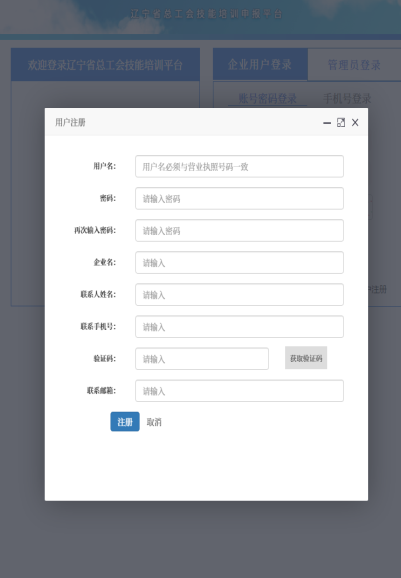 辽宁省总工会技能培训申报平台
欢迎登录辽宁省总工会技能培训平台
企业用户登录
管理员登录
账号密码登录
手机号登录
用户注册
用户名:
用户名必须与营业执照号码一致
密码:
请输入密码
再次输入密码:
请输入密码
企业名:
请输入
联系人姓名:
请输入
联系手机号:
请输入
验证码:
请输入
获取验证码
联系邮箱:
请输入
注册
取消
注册